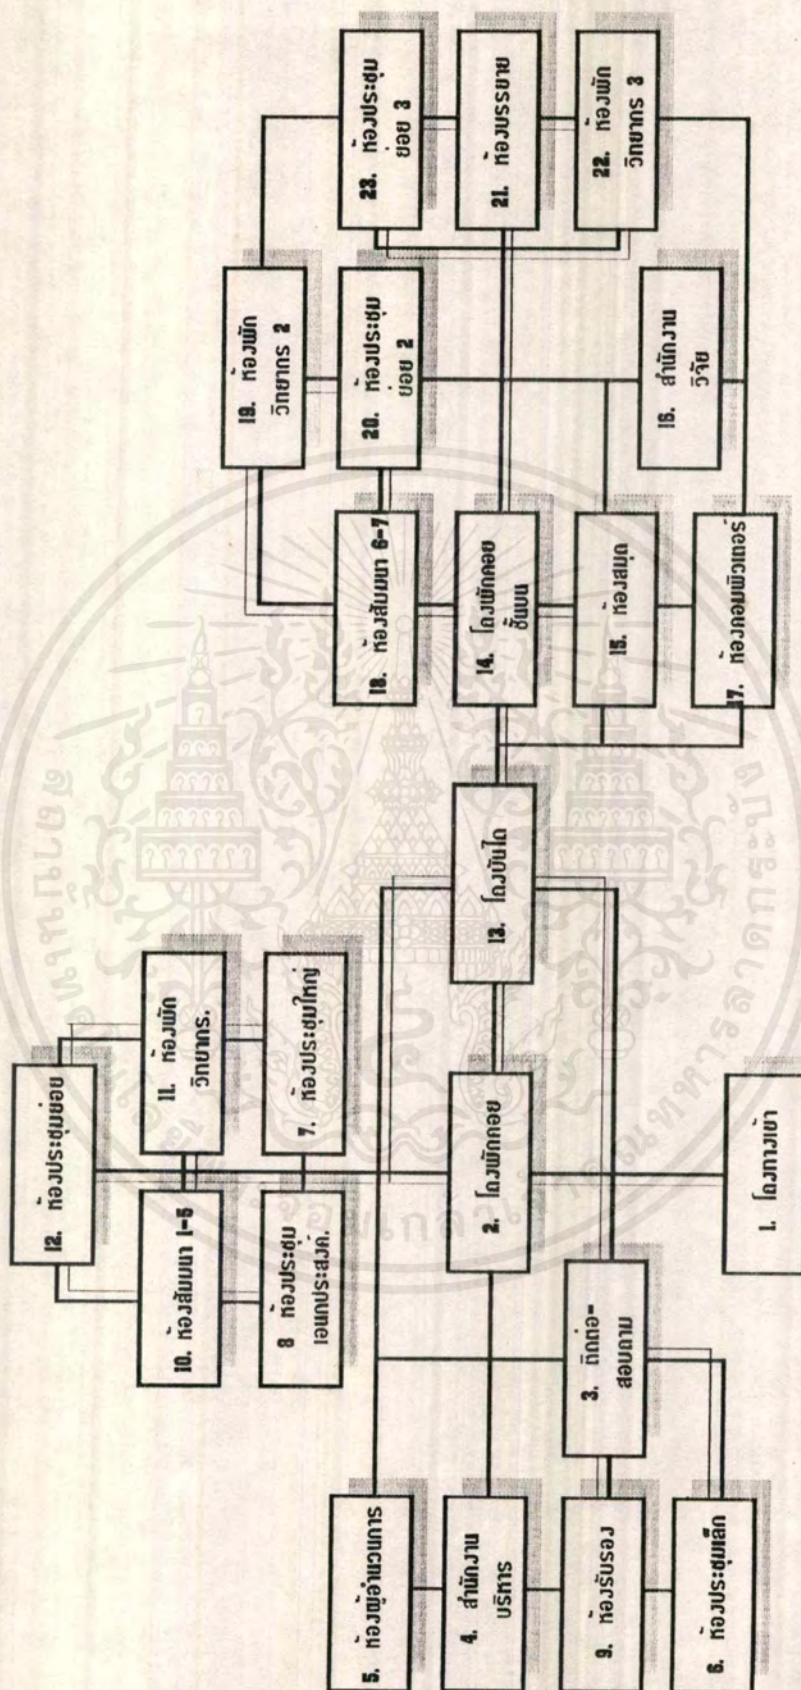 1. โถงทางเข้า
2. โถงพักคอย
3. ติดต่อ-
สอบถาม
4. สำนักงาน
บริหาร
5. ห้องผู้อำนวยการ
6. ห้องประชุมเล็ก
7. ห้องประชุมใหญ่
8 ห้องประชุม
เอนกประสงค์.
9. ห้องรับรอง
10. ห้องสัมมนา 1-5
11. ห้องพัก
วิทยากร.
12. ห้องประชุมย่อย
13. โถงบันได
14. โถงพักคอย
ชั้นบน
15. ห้องสมุด
16. สำนักงาน
วิจัย
17. ห้องคอมพิวเตอร์
18. ห้องสัมมนา 6-7
19. ห้องพัก
วิทยากร 2
20. ห้องประชุม
ย่อย 2
21. ห้องบรรยาย
22. ห้องพัก
วิทยากร 3
23. ห้องประชุม
ย่อย 3